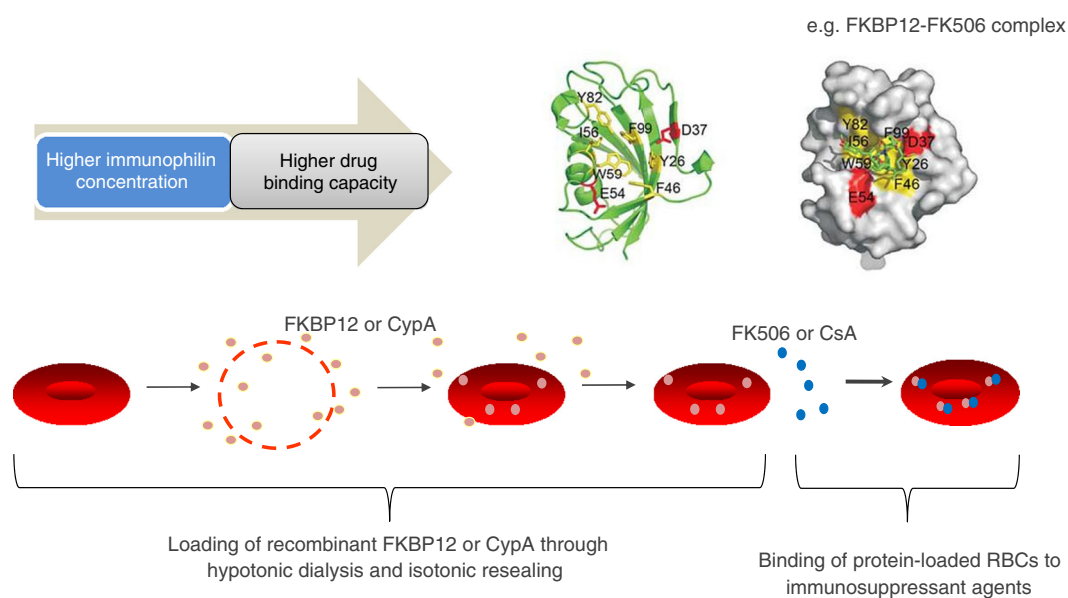 e.g. FKBP12-FK506 complex
Higher immunophilin
concentration
Higher drug
binding capacity
Y82
I56
F99
D37
W59
Y26
E54
F46
Y82
F99
I56
D37
W59
Y26
F46
E54
FKBP12 or CypA
FK506 or CsA
Loading of recombinant FKBP12 or CypA through
hypotonic dialysis and isotonic resealing
Binding of protein-loaded RBCs to
immunosuppressant agents